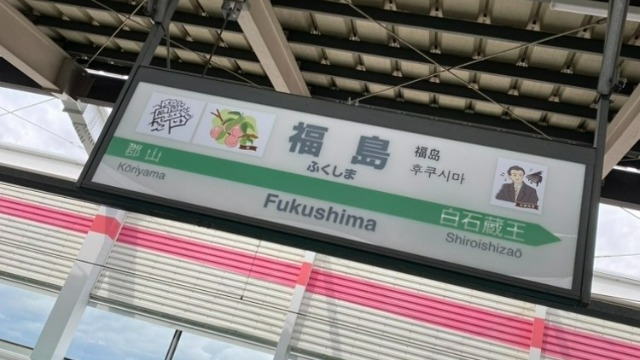 福島
ふくしま
福岛
후쿠시마
郡山
Kōriyama
Fukushima
白石蔵王
Shiroishizaō